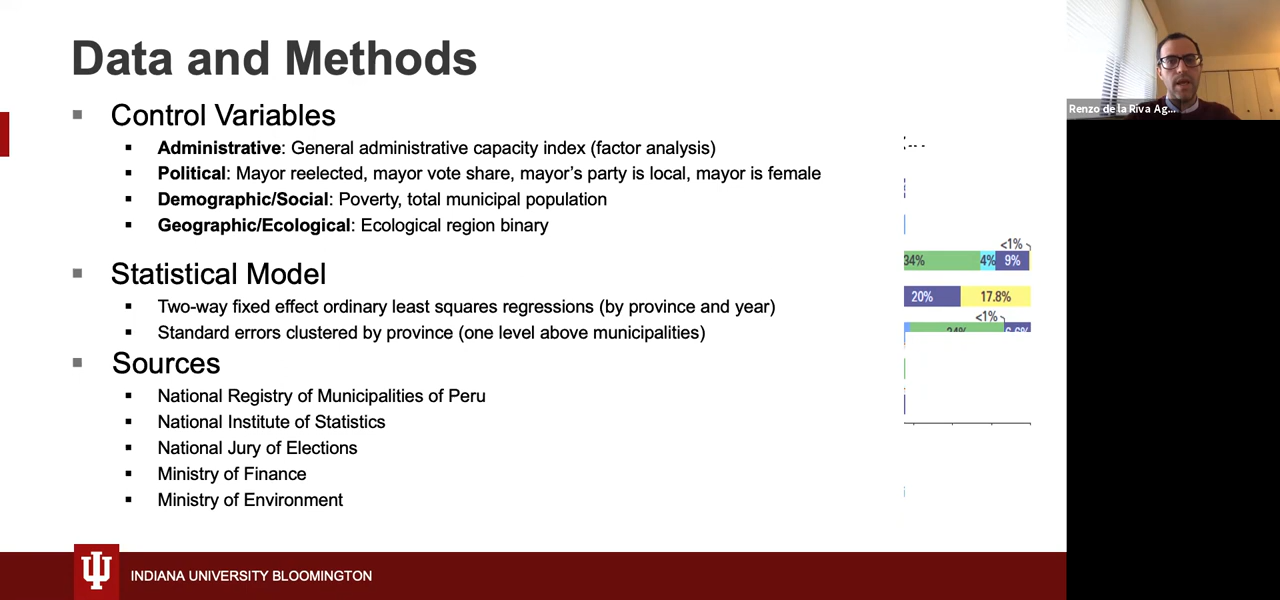 Data and Methods
Control Variables
Administrative: General administrative capacity index (factor analysis)
Political: Mayor reelected, mayor vote share, mayor's party is local, mayor is female
Demographic/Social: Poverty, total municipal population
Geographic/Ecological: Ecological region binary
Statistical Model
Two-way fixed effect ordinary least squares regressions (by province and year)
Standard errors clustered by province (one level above municipalities)
Sources
National Registry of Municipalities of Peru
National Institute of Statistics
National Jury of Elections
Ministry of Finance
Ministry of Environment
<1%
34% 4% 9%
20% 17.8%
<1%
INDIANA UNIVERSITY BLOOMINGTON
Renzo de la Riva Ag...